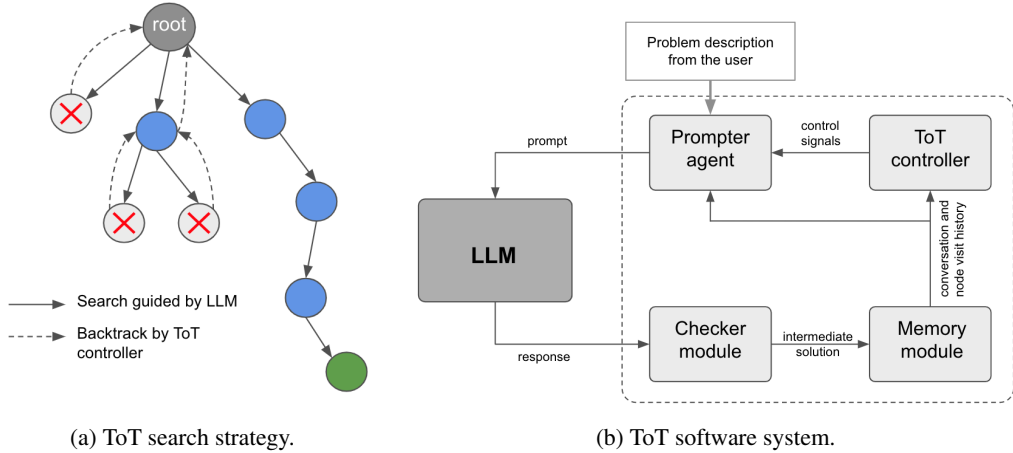 root
Search guided by LLM
Backtrack by ToT
controller
(a) ToT search strategy.
Problem description
from the user
Prompter
agent
control
signals
ToT
controller
prompt
LLM
conversation and
node visit history
response
Checker
module
intermediate
solution
Memory
module
(b) ToT software system.